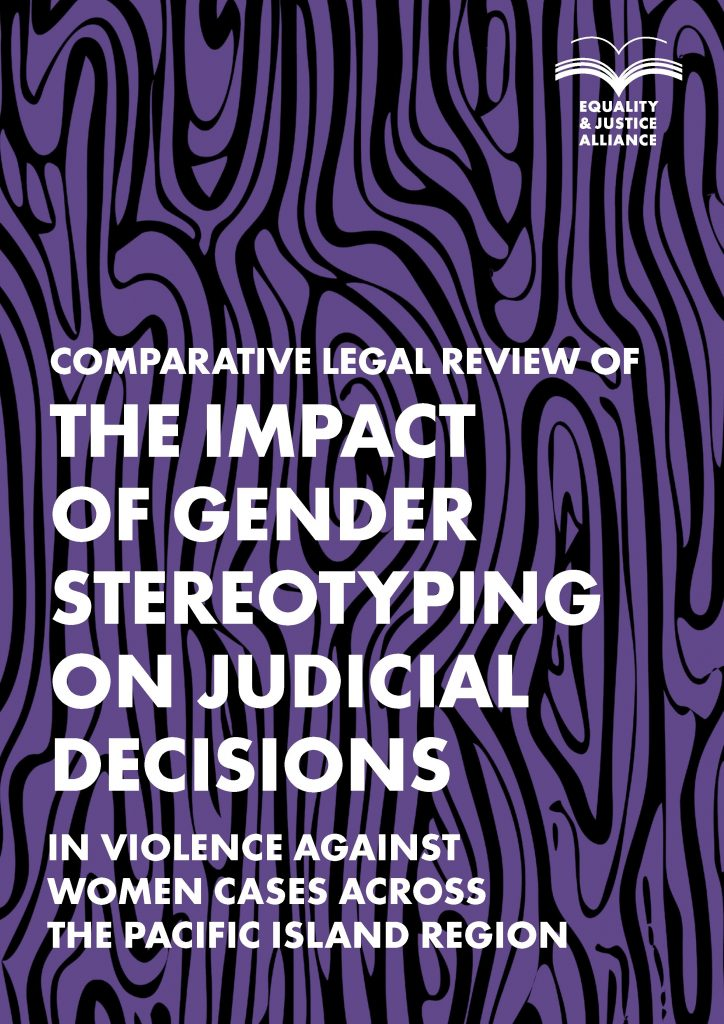 EQUALITY
& JUSTICE
ALLIANCE
COMPARATIVE LEGAL REVIEW OF
THE IMPACT
OF GENDER
STEREOTYPING
ON JUDICIAL
DECISIONS
IN VIOLENCE AGAINST
WOMEN CASES ACROSS
THE PACIFIC ISLAND REGION